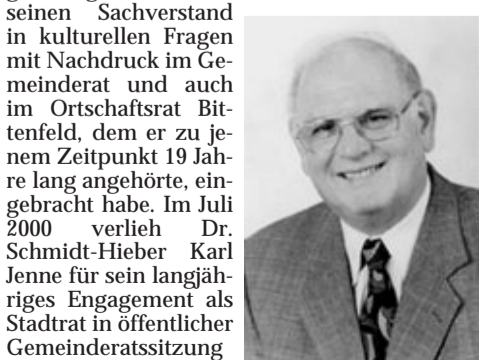 seinen Sachverstand
in kulturellen Fragen
mit Nachdruck im Ge-
meinderat und auch
im Ortschaftsrat Bit-
tenfeld, dem er zu je-
nem Zeitpunkt 19 Jah-
re lang angehörte, ein-
gebracht habe. Im Juli
2000 verlieh Dr.
Schmidt-Hieber Karl
Jenne für sein langjäh-
riges Engagement als
Stadtrat in öffentlicher
Gemeinderatssitzung